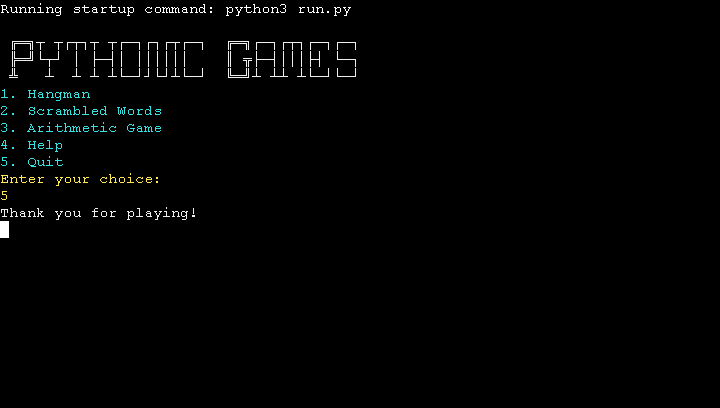 Running startup command: python3 run.py
PYTHONIC GAMES
1. Hangman
2. Scrambled Words
3. Arithmetic Game
4. Help
5. Quit
Enter your choice:
5
Thank you for playing!